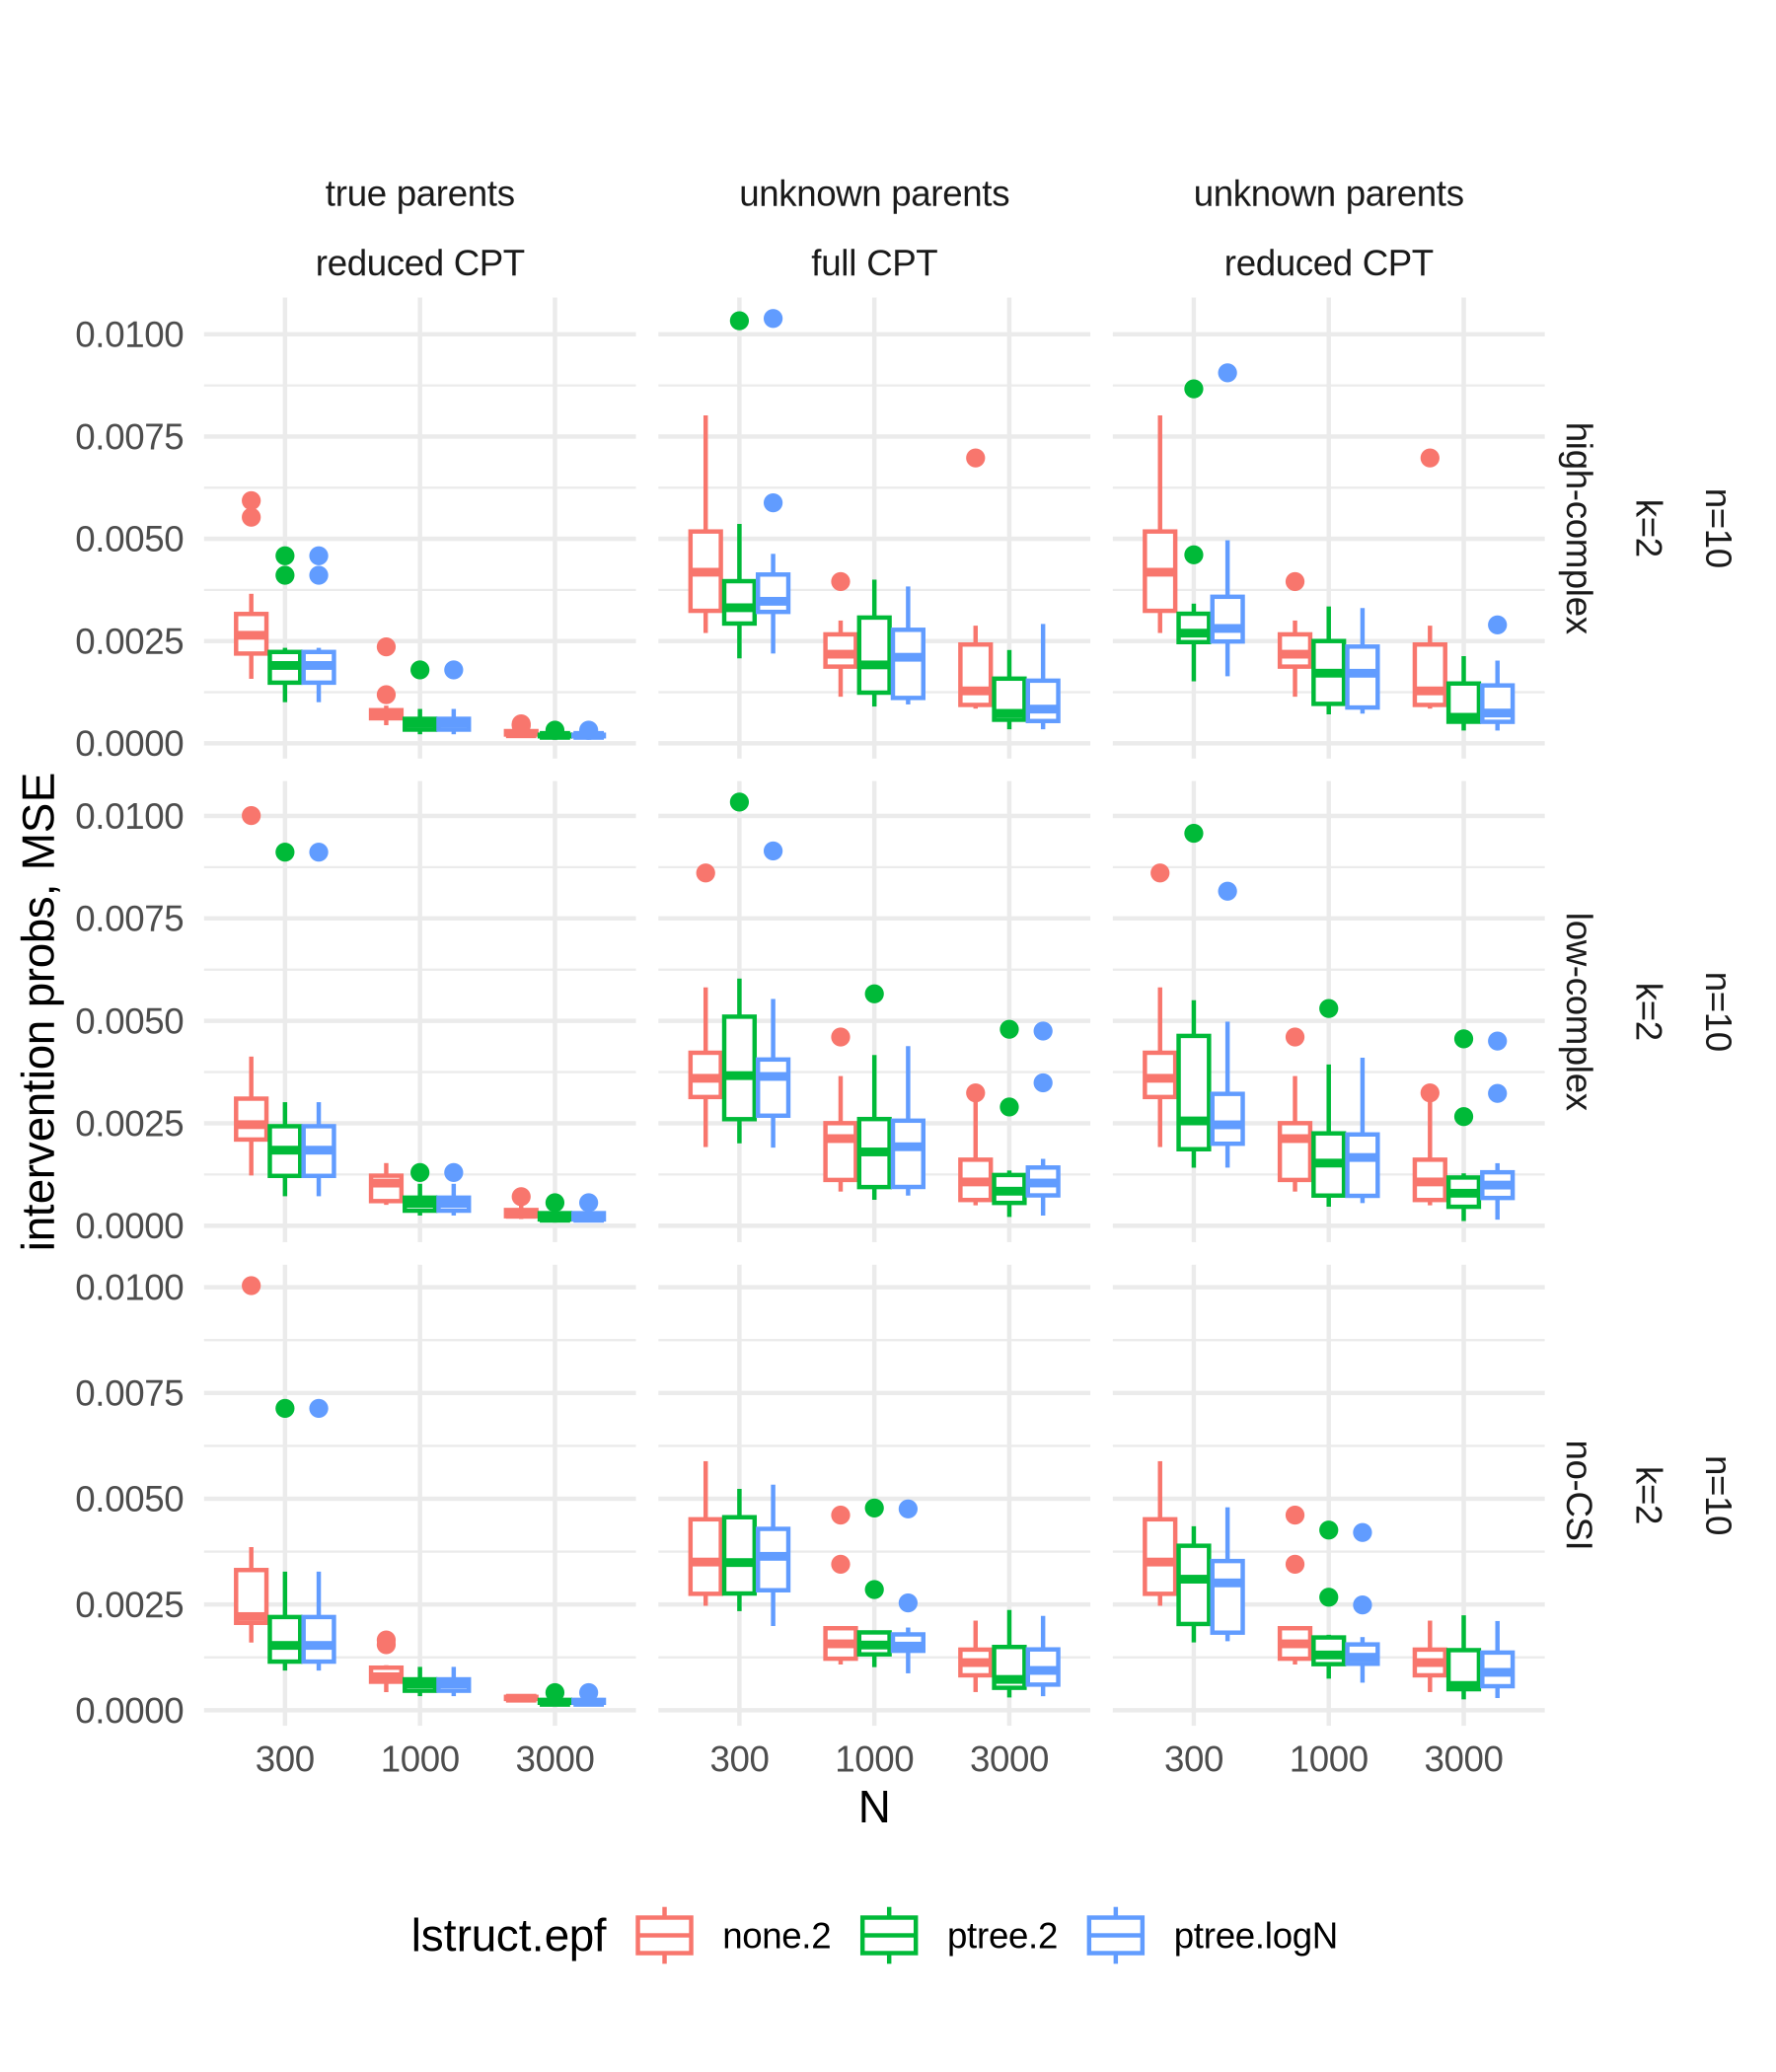 true parents
unknown parents
unknown parents
reduced CPT
full CPT
reduced CPT
0.0100
0.0075
0.0050
0.0025
0.0000
high-complex
k=2
n=10
intervention probs, MSE
0.0100
0.0075
0.0050
0.0025
0.0000
low-complex
k=2
n=10
0.0100
0.0075
0.0050
0.0025
0.0000
no-CSI
k=2
n=10
300 1000 3000
300 1000 3000
300 1000 3000
N
lstruct.epf none.2 ptree.2 ptree.logN